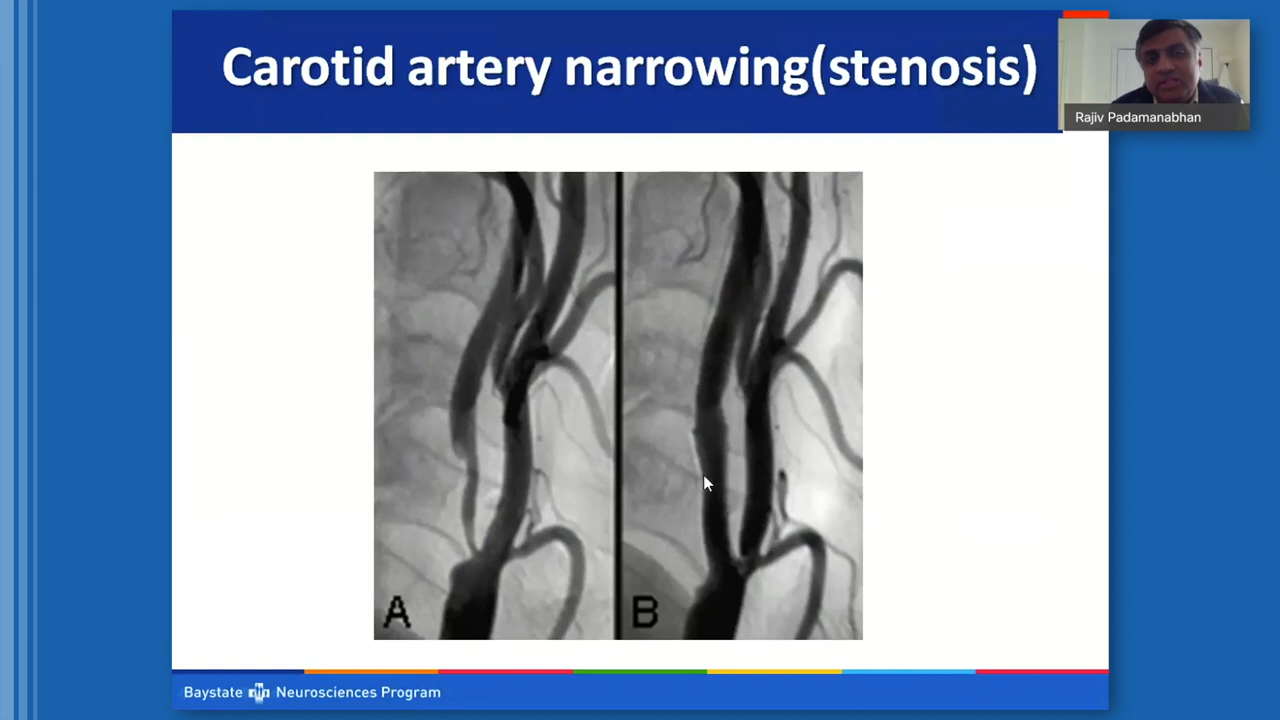 Carotid artery narrowing(stenosis)
Rajiv Padamanabhan
A
B
Baystate Neurosciences Program